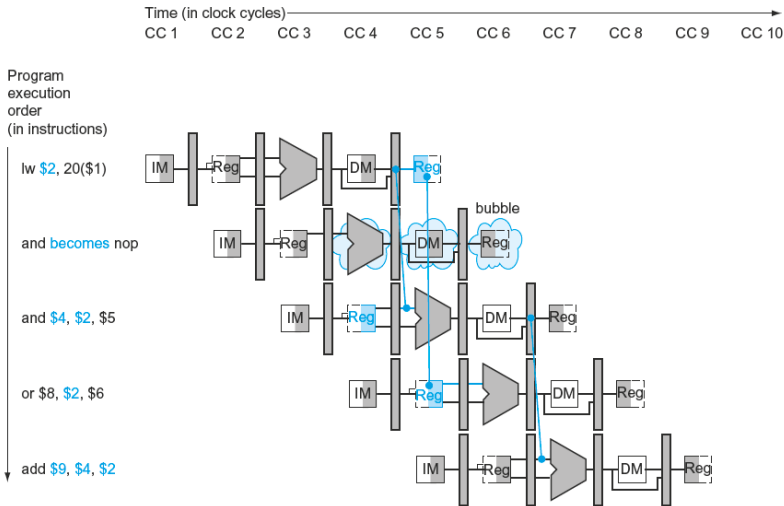 Time (in clock cycles)
CC 1 CC 2 CC 3 CC 4 CC 5 CC 6 CC 7 CC 8 CC 9 CC 10
Program
execution
order
(in instructions)
lw $2, 20($1) IM Reg DM Reg
bubble
and becomes nop IM Reg DM Reg
and $4, $2, $5 IM Reg DM Reg
or $8, $2, $6 IM Reg DM Reg
add $9, $4, $2 IM Reg DM Reg